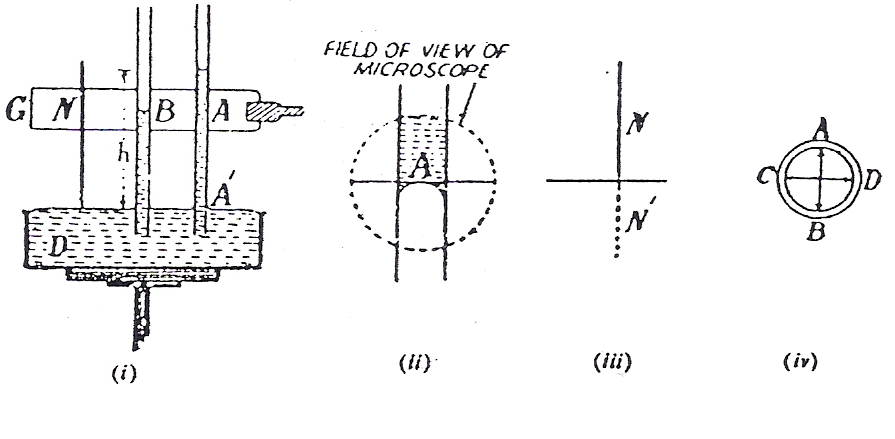 FIELD OF VIEW OF
MICROSCOPE
G N B A
h
A'
D
(i)
A
(ii)
N
N'
(iii)
A
C D
B
(iv)